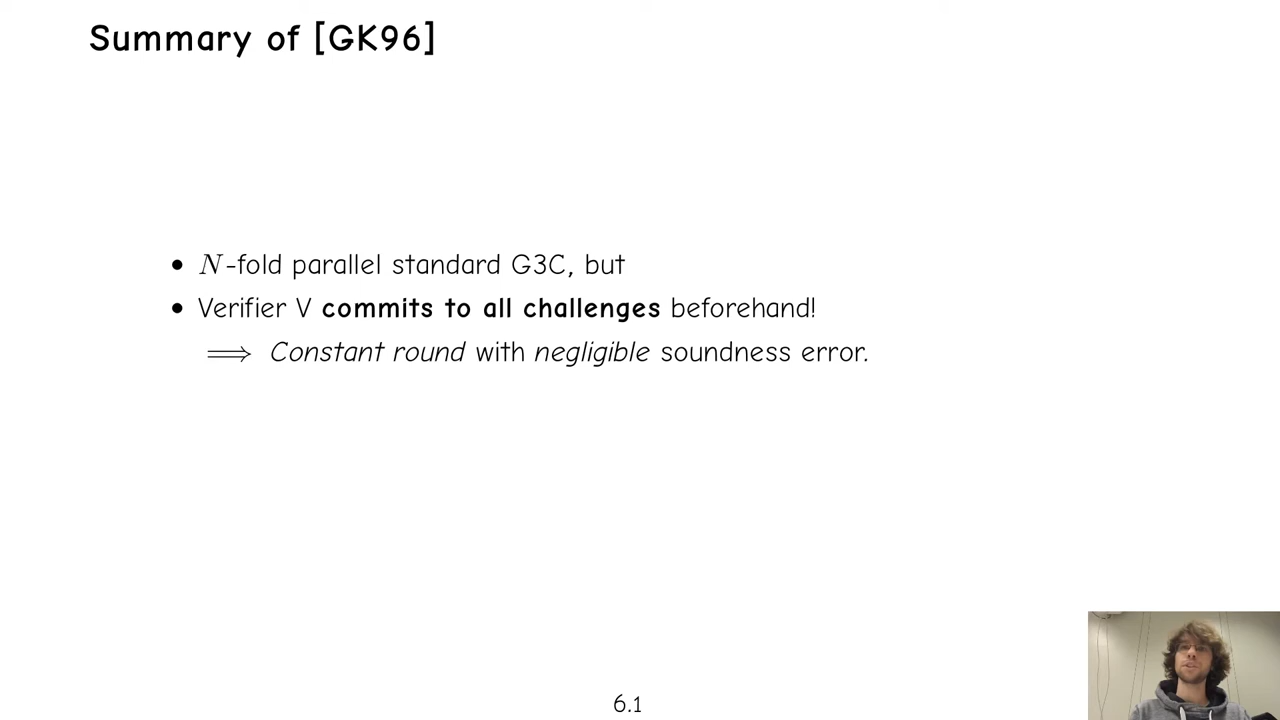 Summary of [GK96]
• N-fold parallel standard G3C, but
• Verifier V commits to all challenges beforehand!
⟹ Constant round with negligible soundness error.
6.1